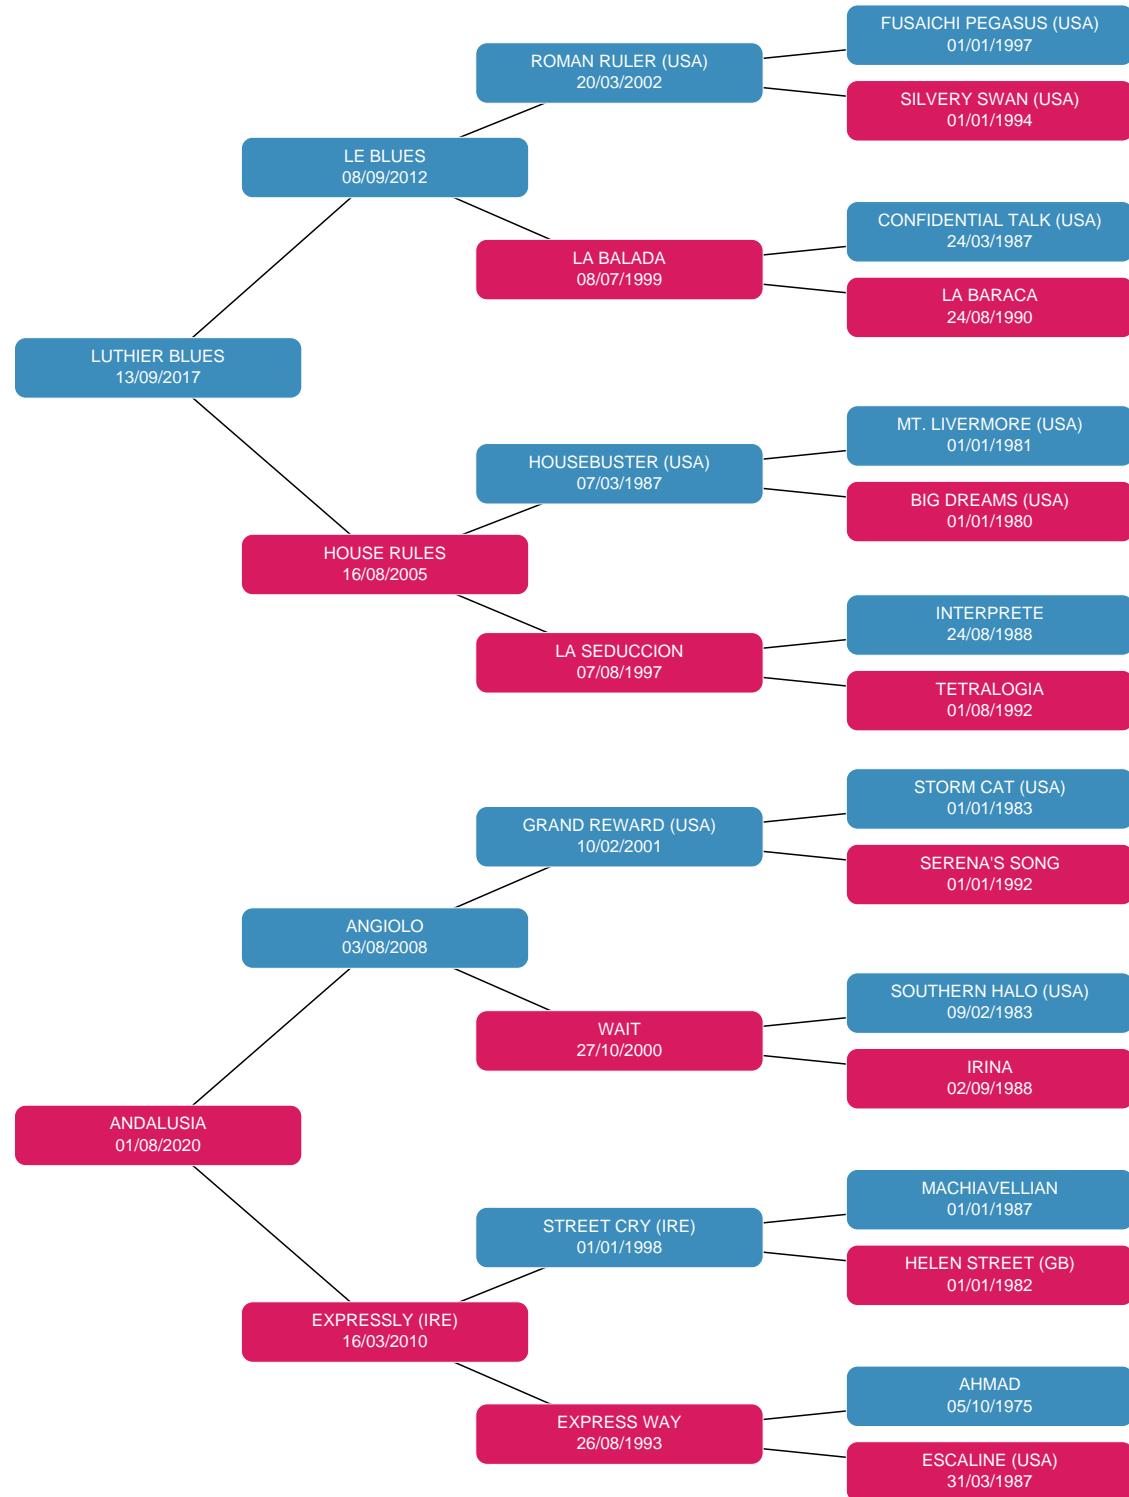 FUSAICHI PEGASUS (USA)
01/01/1997
ROMAN RULER (USA)
20/03/2002
SILVERY SWAN (USA)
01/01/1994
LE BLUES
08/09/2012
CONFIDENTIAL TALK (USA)
24/03/1987
LA BALADA
08/07/1999
LA BARACA
24/08/1990
LUTHIER BLUES
13/09/2017
MT. LIVERMORE (USA)
01/01/1981
HOUSEBUSTER (USA)
07/03/1987
BIG DREAMS (USA)
01/01/1980
HOUSE RULES
16/08/2005
INTERPRETE
24/08/1988
LA SEDUCCION
07/08/1997
TETRALOGIA
01/08/1992
STORM CAT (USA)
01/01/1983
GRAND REWARD (USA)
10/02/2001
SERENA'S SONG
01/01/1992
ANGIOLO
03/08/2008
SOUTHERN HALO (USA)
09/02/1983
WAIT
27/10/2000
IRINA
02/09/1988
ANDALUSIA
01/08/2020
MACHIAVELLIAN
01/01/1987
STREET CRY (IRE)
01/01/1998
HELEN STREET (GB)
01/01/1982
EXPRESSLY (IRE)
16/03/2010
AHMAD
05/10/1975
EXPRESS WAY
26/08/1993
ESCALINE (USA)
31/03/1987